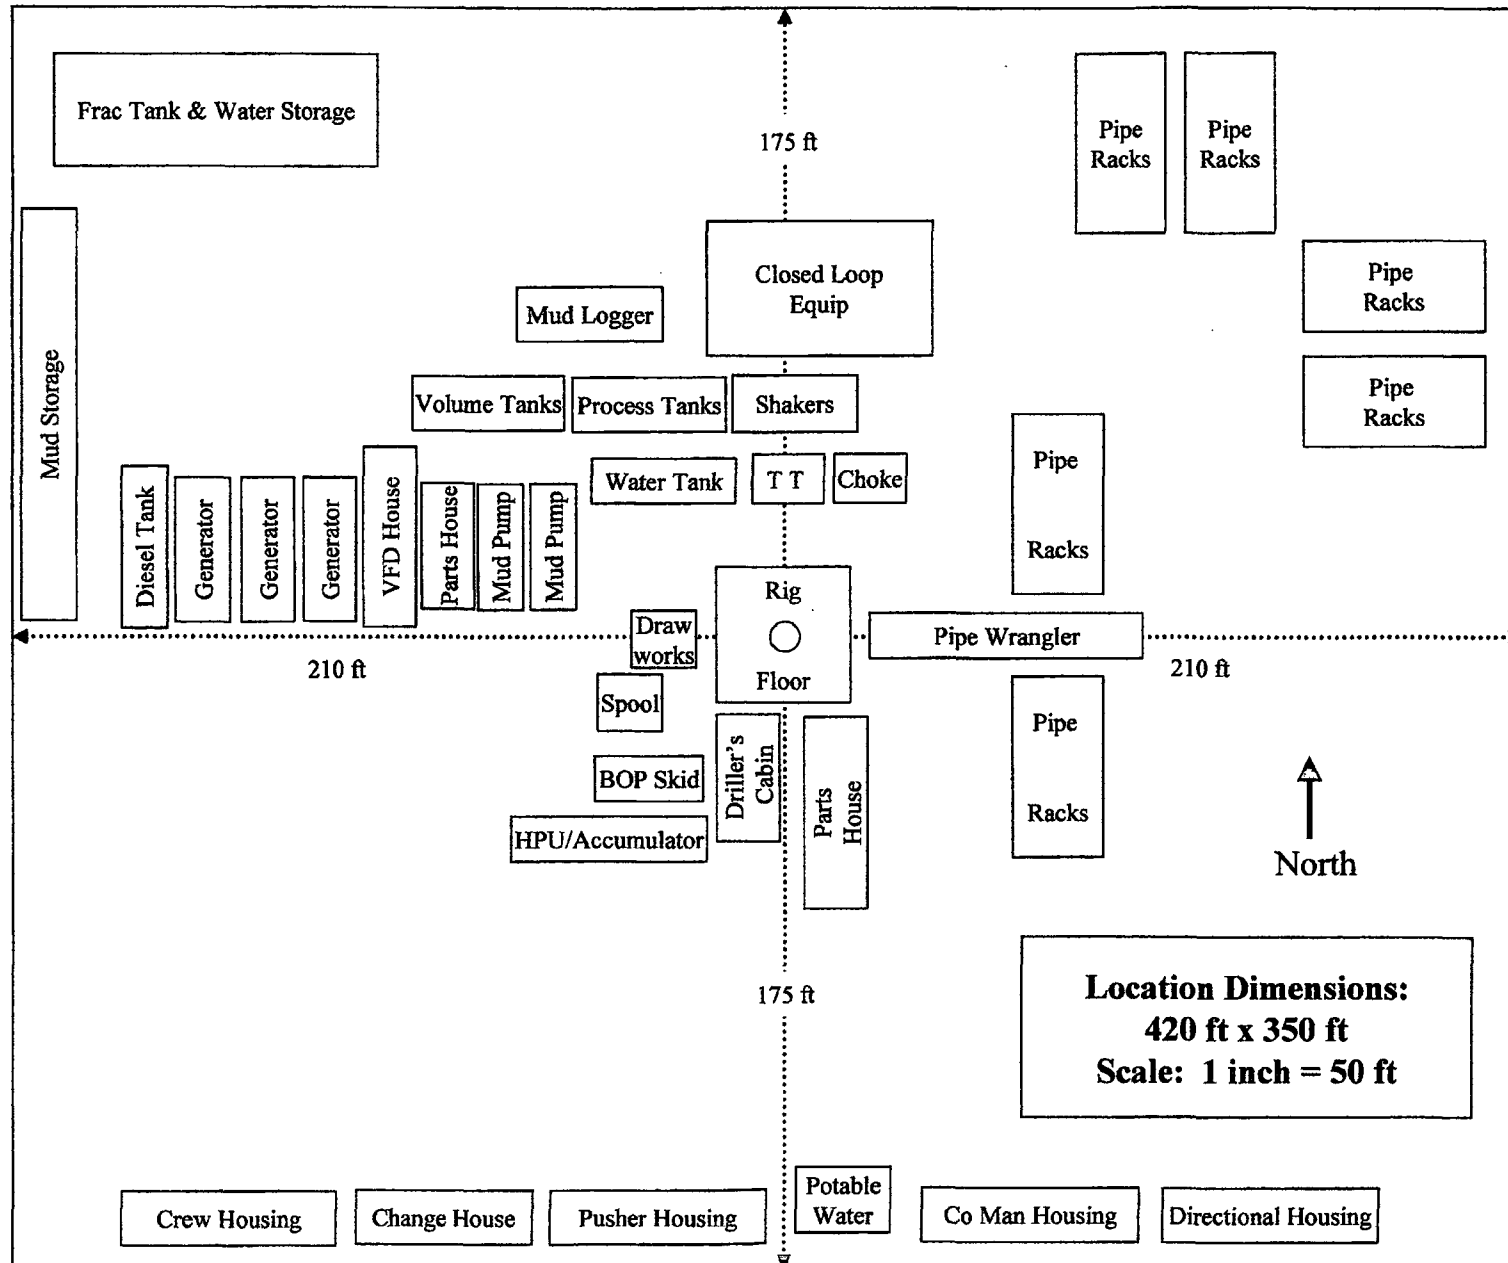 Frac Tank & Water Storage
175 ft
Pipe
Racks
Pipe
Racks
Closed Loop
Equip
Pipe
Racks
Mud Logger
Mud Storage
Volume Tanks
Process Tanks
Shakers
Pipe
Racks
Diesel Tank
Generator
Generator
Generator
VFD House
Parts House
Mud Pump
Mud Pump
Water Tank
T T
Choke
Pipe
Racks
Rig
Floor
Draw
works
Pipe Wrangler
210 ft
210 ft
Spool
Driller's
Cabin
Parts
House
Pipe
Racks
BOP Skid
HPU/Accumulator
North
175 ft
Location Dimensions:
420 ft x 350 ft
Scale: 1 inch = 50 ft
Crew Housing
Change House
Pusher Housing
Potable
Water
Co Man Housing
Directional Housing